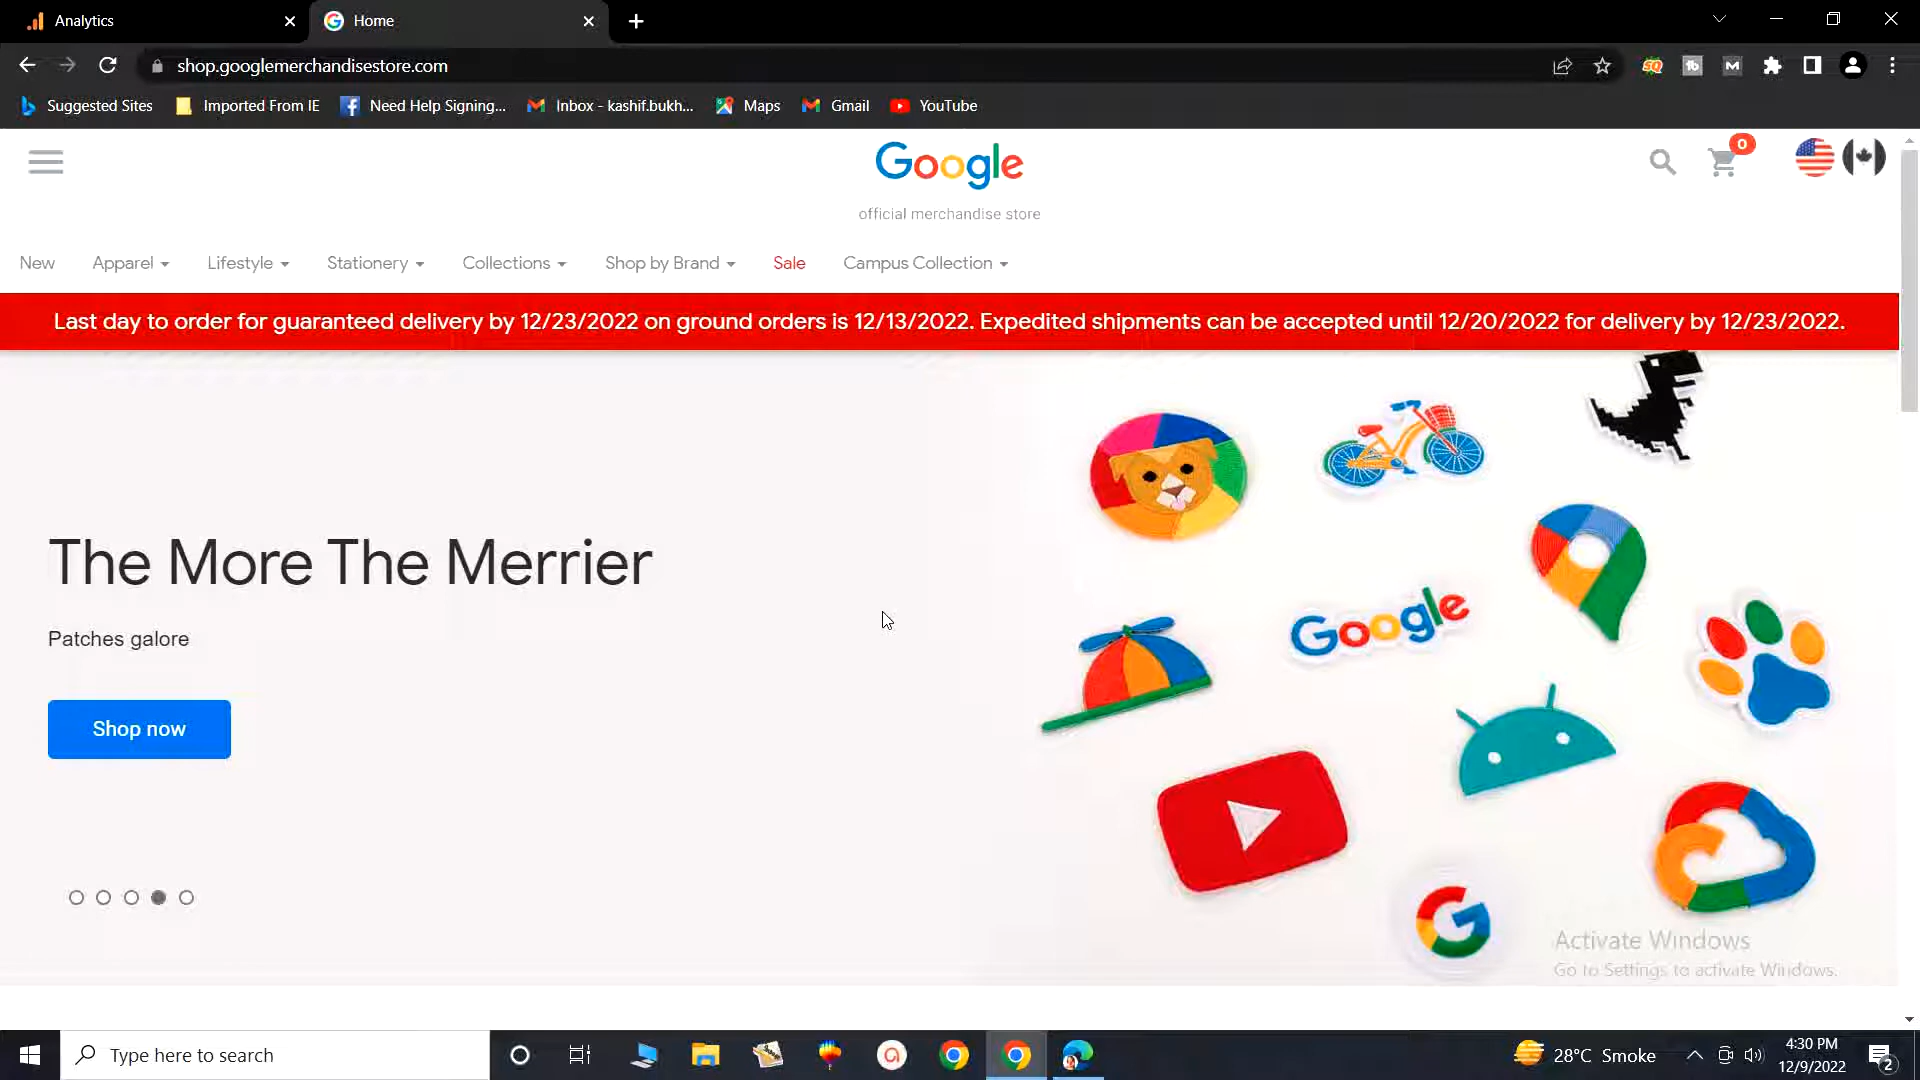 Analytics
Home
shop.googlemerchandisestore.com
Suggested Sites
Imported From IE
Need Help Signing...
Inbox - kashif.bukh...
Maps
Gmail
YouTube
Google
0
official merchandise store
New
Apparel
Lifestyle
Stationery
Collections
Shop by Brand
Sale
Campus Collection
Last day to order for guaranteed delivery by 12/23/2022 on ground orders is 12/13/2022. Expedited shipments can be accepted until 12/20/2022 for delivery by 12/23/2022.
The More The Merrier
Patches galore
Shop now
Google
G
Activate Windows
Go to Settings to activate Windows.
Type here to search
28°C Smoke
4:30 PM
12/9/2022
2